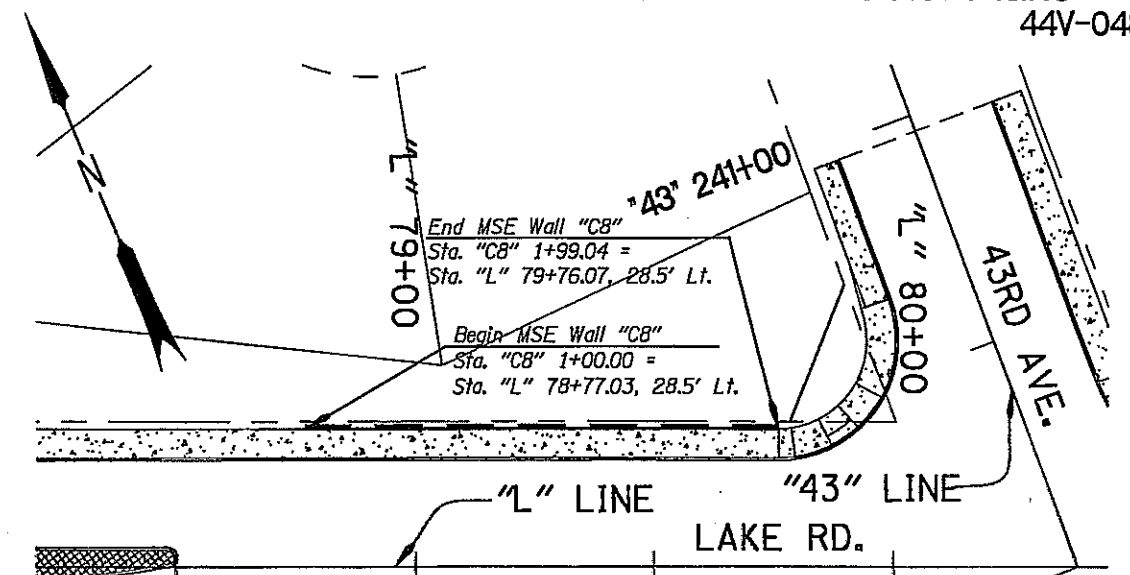 44V-048
N
"L" 79+00
"43" 241+00
End MSE Wall "C8"
Sta. "C8" 1+99.04 =
Sta. "L" 79+76.07, 28.5' Lt.
Begin MSE Wall "C8"
Sta. "C8" 1+00.00 =
Sta. "L" 78+77.03, 28.5' Lt.
"L" 80+00
43RD AVE.
"L" LINE
"43" LINE
LAKE RD.